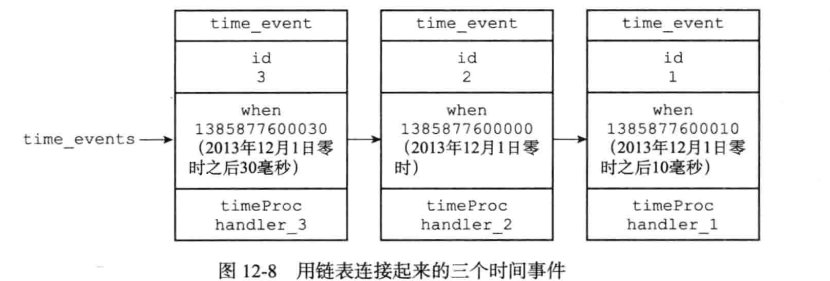 time_events
time_event
id
3
when
1385877600030
（2013年12月1日零
时之后30毫秒）
timeProc
handler_3
time_event
id
2
when
1385877600000
（2013年12月1日零
时）
timeProc
handler_2
time_event
id
1
when
1385877600010
（2013年12月1日零
时之后10毫秒）
timeProc
handler_1
图 12-8 用链表连接起来的三个时间事件